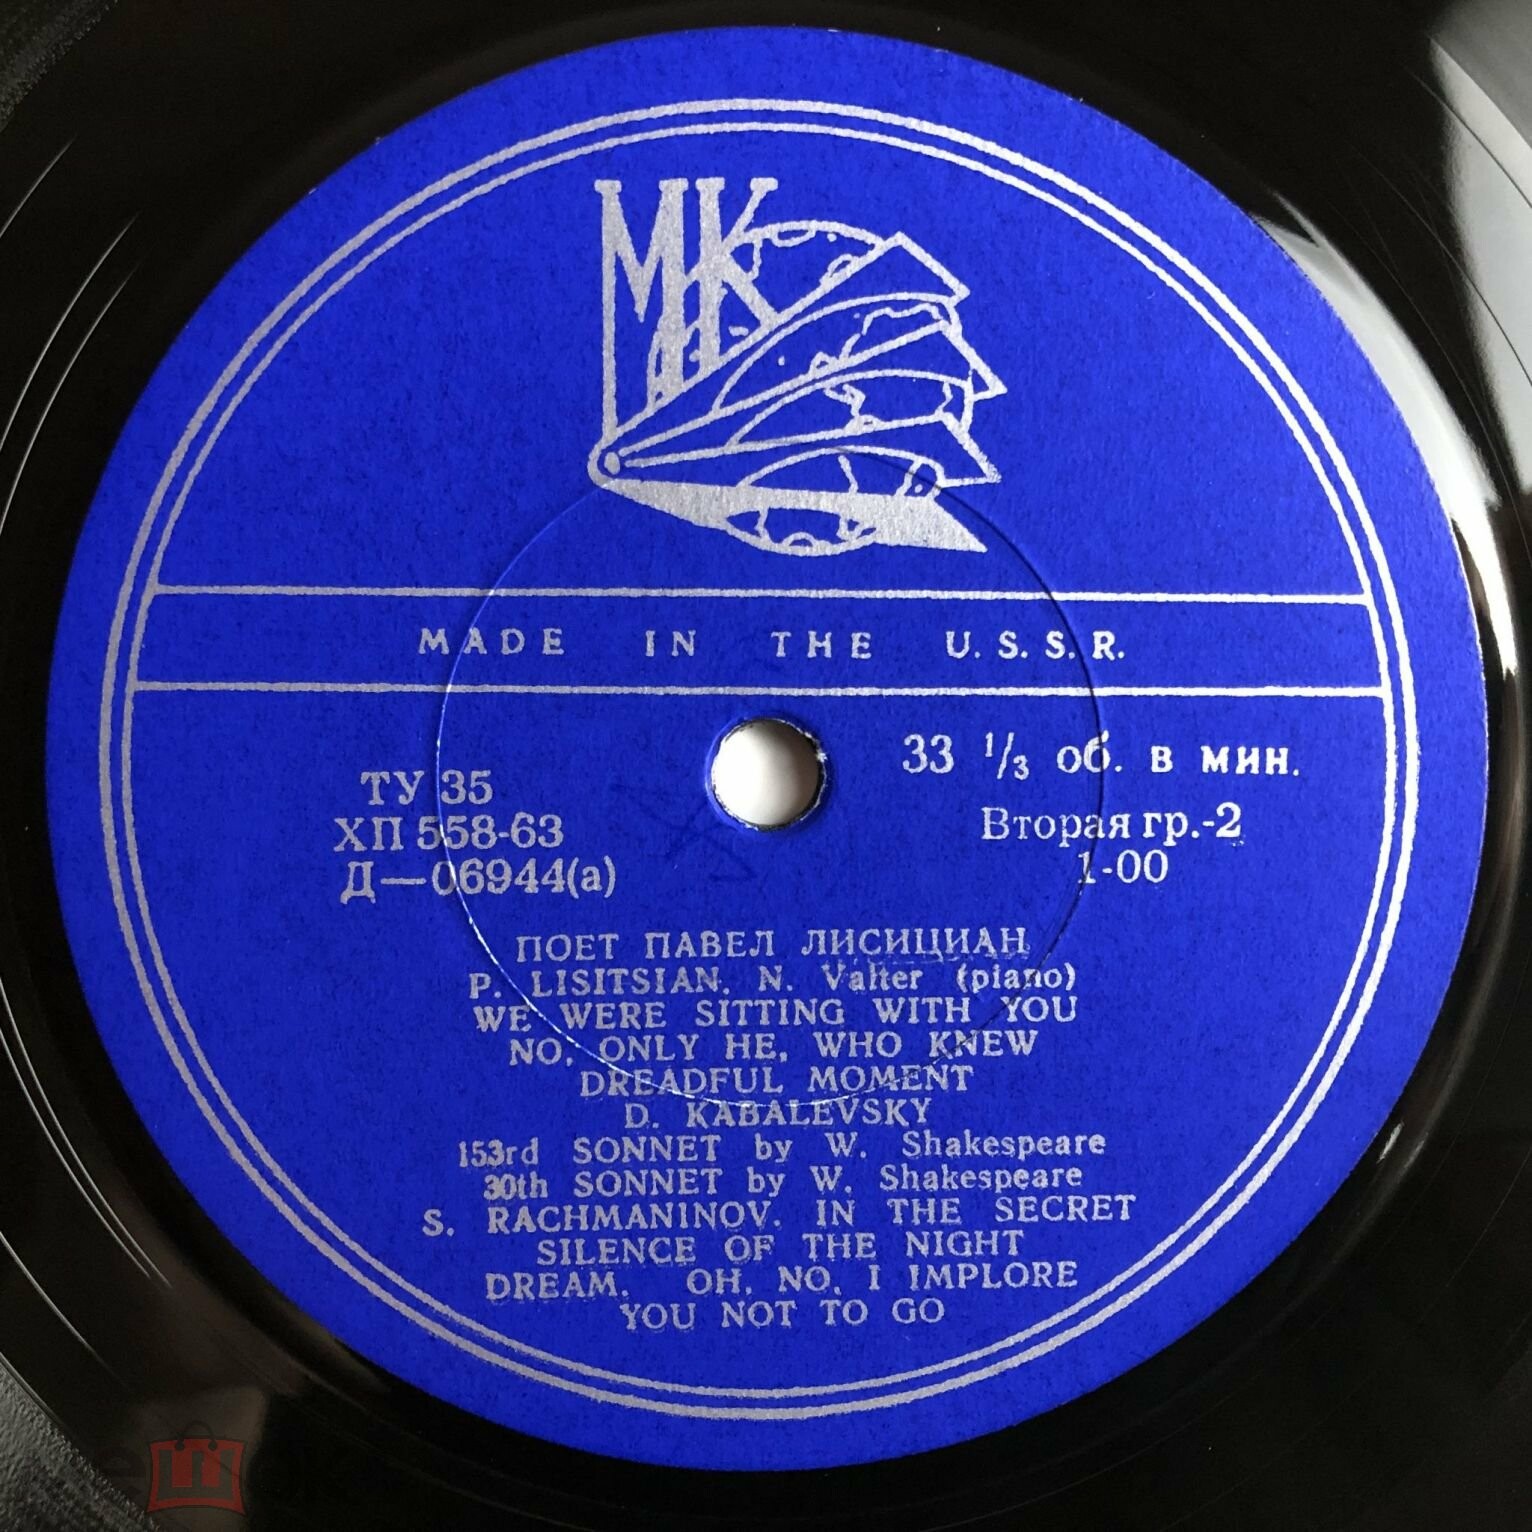 МК
MADE IN THE U.S.S.R.
33 1/3 об. в мин.
ТУ 35
ХП 558-63
Д—06944(а)
Вторая гр.-2
1-00
ПОЕТ ПАВЕЛ ЛИСИЦИАН
P. LISITSIAN. N. Valter (piano)
WE WERE SITTING WITH YOU
NO, ONLY HE, WHO KNEW
DREADFUL MOMENT
D. KABALEVSKY
153rd SONNET by W. Shakespeare
30th SONNET by W. Shakespeare
S. RACHMANINOV. IN THE SECRET
SILENCE OF THE NIGHT
DREAM. OH, NO, I IMPLORE
YOU NOT TO GO